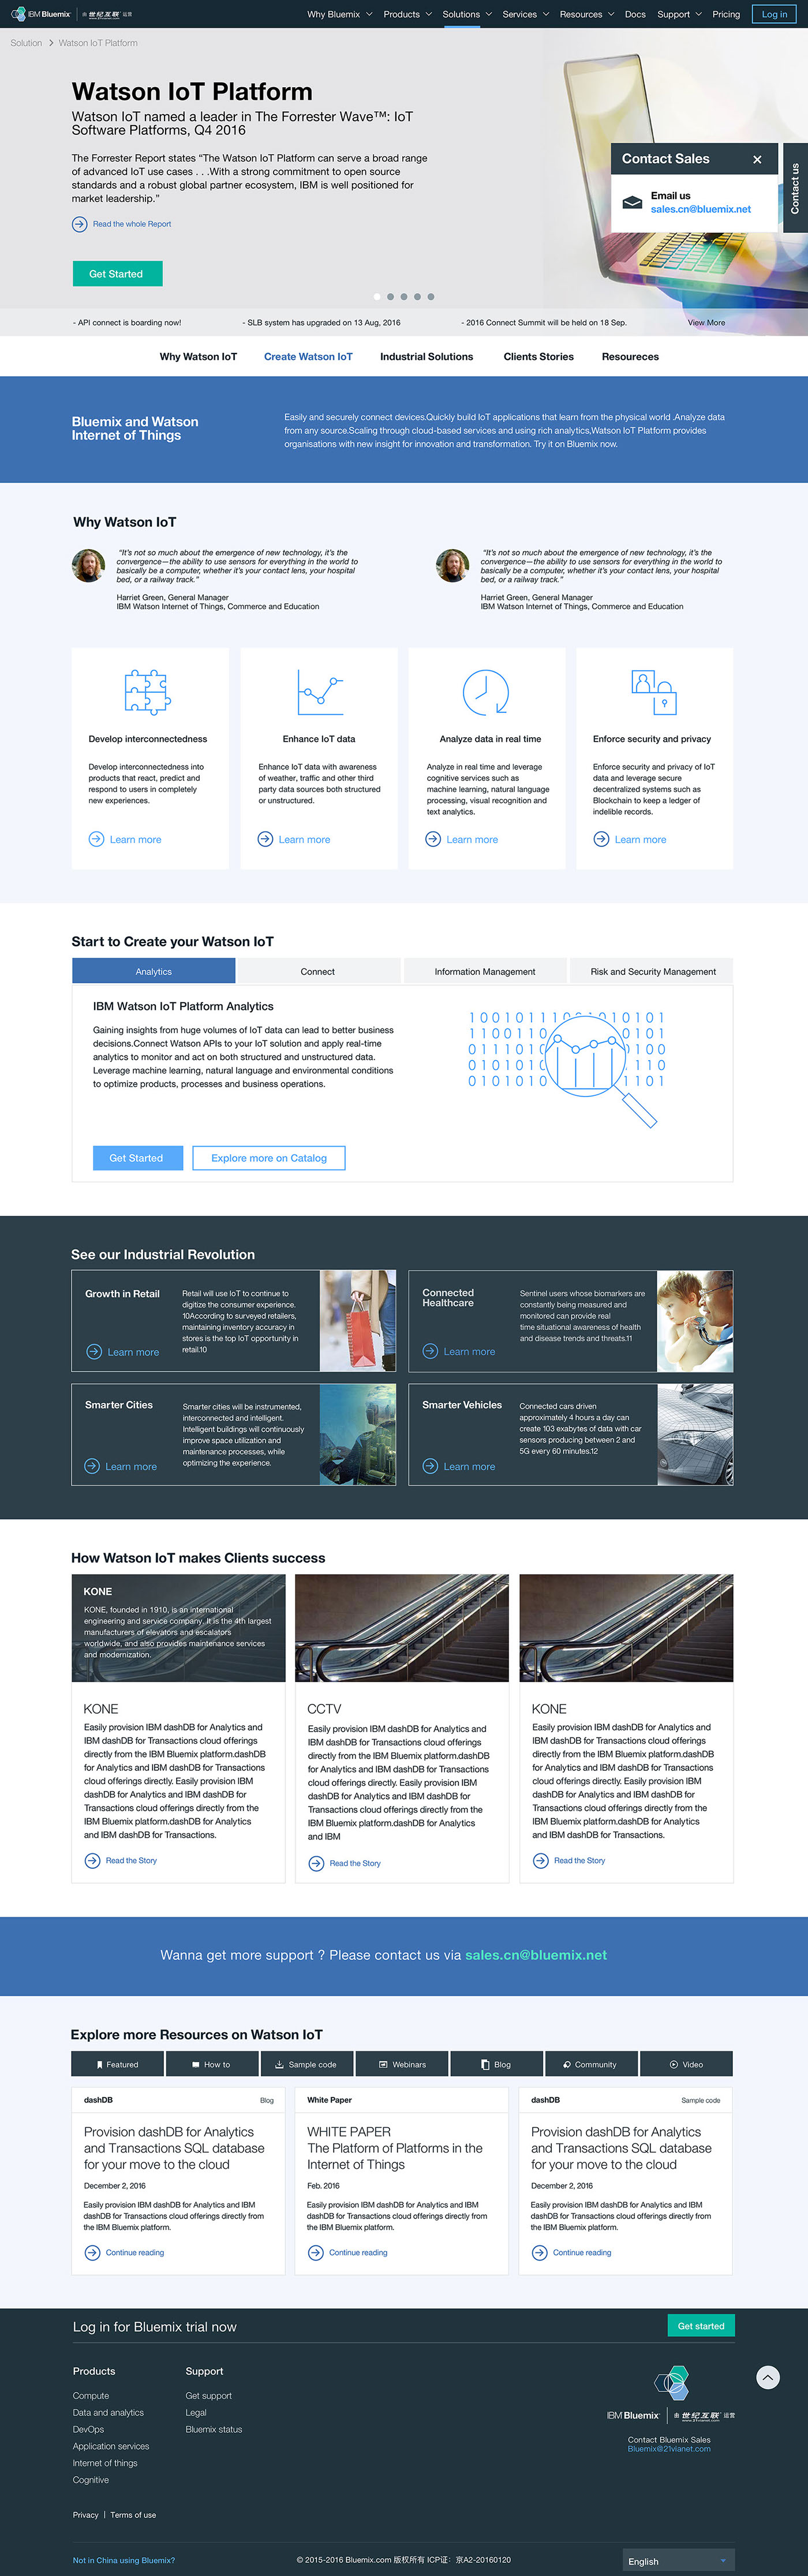 IBM Bluemix 由 世纪互联 运营
Why Bluemix Products Solutions Services Resources Docs Support Pricing Log in
Solution > Watson IoT Platform
Watson IoT Platform
Watson IoT named a leader in The Forrester Wave™: IoT
Software Platforms, Q4 2016
The Forrester Report states “The Watson IoT Platform can serve a broad range
of advanced IoT use cases . . .With a strong commitment to open source
standards and a robust global partner ecosystem, IBM is well positioned for
market leadership.”
Read the whole Report
Get Started
Contact Sales
Email us
sales.cn@bluemix.net
Contact us
- API connect is boarding now!
- SLB system has upgraded on 13 Aug, 2016
- 2016 Connect Summit will be held on 18 Sep.
View More
Why Watson IoT Create Watson IoT Industrial Solutions Clients Stories Resoureces
Bluemix and Watson
Internet of Things
Easily and securely connect devices.Quickly build IoT applications that learn from the physical world .Analyze data
from any source.Scaling through cloud-based services and using rich analytics,Watson IoT Platform provides
organisations with new insight for innovation and transformation. Try it on Bluemix now.
Why Watson IoT
“It’s not so much about the emergence of new technology, it’s the
convergence—the ability to use sensors for everything in the world to
basically be a computer, whether it’s your contact lens, your hospital
bed, or a railway track.”
Harriet Green, General Manager
IBM Watson Internet of Things, Commerce and Education
“It’s not so much about the emergence of new technology, it’s the
convergence—the ability to use sensors for everything in the world to
basically be a computer, whether it’s your contact lens, your hospital
bed, or a railway track.”
Harriet Green, General Manager
IBM Watson Internet of Things, Commerce and Education
Develop interconnectedness
Develop interconnectedness into
products that react, predict and
respond to users in completely
new experiences.
Learn more
Enhance IoT data
Enhance IoT data with awareness
of weather, traffic and other third
party data sources both structured
or unstructured.
Learn more
Analyze data in real time
Analyze in real time and leverage
cognitive services such as
machine learning, natural language
processing, visual recognition and
text analytics.
Learn more
Enforce security and privacy
Enforce security and privacy of IoT
data and leverage secure
decentralized systems such as
Blockchain to keep a ledger of
indelible records.
Learn more
Start to Create your Watson IoT
Analytics Connect Information Management Risk and Security Management
IBM Watson IoT Platform Analytics
Gaining insights from huge volumes of IoT data can lead to better business
decisions.Connect Watson APIs to your IoT solution and apply real-time
analytics to monitor and act on both structured and unstructured data.
Leverage machine learning, natural language and environmental conditions
to optimize products, processes and business operations.
Get Started
Explore more on Catalog
See our Industrial Revolution
Growth in Retail
Retail will use IoT to continue to
digitize the consumer experience.
10According to surveyed retailers,
maintaining inventory accuracy in
stores is the top IoT opportunity in
retail.10
Learn more
Connected
Healthcare
Sentinel users whose biomarkers are
constantly being measured and
monitored can provide real
time situational awareness of health
and disease trends and threats.11
Learn more
Smarter Cities
Smarter cities will be instrumented,
interconnected and intelligent.
Intelligent buildings will continuously
improve space utilization and
maintenance processes, while
optimizing the experience.
Learn more
Smarter Vehicles
Connected cars driven
approximately 4 hours a day can
create 103 exabytes of data with car
sensors producing between 2 and
5G every 60 minutes.12
Learn more
How Watson IoT makes Clients success
KONE
KONE, founded in 1910, is an international
engineering and service company. It is the 4th largest
manufacturers of elevators and escalators
worldwide, and also provides maintenance services
and modernization.
KONE
Easily provision IBM dashDB for Analytics and
IBM dashDB for Transactions cloud offerings
directly from the IBM Bluemix platform.dashDB
for Analytics and IBM dashDB for Transactions
cloud offerings directly. Easily provision IBM
dashDB for Analytics and IBM dashDB for
Transactions cloud offerings directly from the
IBM Bluemix platform.dashDB for Analytics
and IBM dashDB for Transactions.
Read the Story
CCTV
Easily provision IBM dashDB for Analytics and
IBM dashDB for Transactions cloud offerings
directly from the IBM Bluemix platform.dashDB
for Analytics and IBM dashDB for Transactions
cloud offerings directly. Easily provision IBM
dashDB for Analytics and IBM dashDB for
Transactions cloud offerings directly from the
IBM Bluemix platform.dashDB for Analytics
and IBM
Read the Story
KONE
Easily provision IBM dashDB for Analytics and
IBM dashDB for Transactions cloud offerings
directly from the IBM Bluemix platform.dashDB
for Analytics and IBM dashDB for Transactions
cloud offerings directly. Easily provision IBM
dashDB for Analytics and IBM dashDB for
Transactions cloud offerings directly from the
IBM Bluemix platform.dashDB for Analytics
and IBM dashDB for Transactions.
Read the Story
Wanna get more support ? Please contact us via sales.cn@bluemix.net
Explore more Resources on Watson IoT
Featured How to Sample code Webinars Blog Community Video
dashDB Blog
Provision dashDB for Analytics
and Transactions SQL database
for your move to the cloud
December 2, 2016
Easily provision IBM dashDB for Analytics and IBM
dashDB for Transactions cloud offerings directly from
the IBM Bluemix platform.
Continue reading
White Paper
WHITE PAPER
The Platform of Platforms in the
Internet of Things
Feb. 2016
Easily provision IBM dashDB for Analytics and IBM
dashDB for Transactions cloud offerings directly from
the IBM Bluemix platform.
Continue reading
dashDB Sample code
Provision dashDB for Analytics
and Transactions SQL database
for your move to the cloud
December 2, 2016
Easily provision IBM dashDB for Analytics and IBM
dashDB for Transactions cloud offerings directly from
the IBM Bluemix platform.
Continue reading
Log in for Bluemix trial now
Get started
Products
Compute
Data and analytics
DevOps
Application services
Internet of things
Cognitive
Support
Get support
Legal
Bluemix status
IBM Bluemix 由 世纪互联 运营
www.21vianet.com
Contact Bluemix Sales
Bluemix@21vianet.com
Privacy | Terms of use
Not in China using Bluemix?
© 2015-2016 Bluemix.com 版权所有 ICP证：京A2-20160120
English